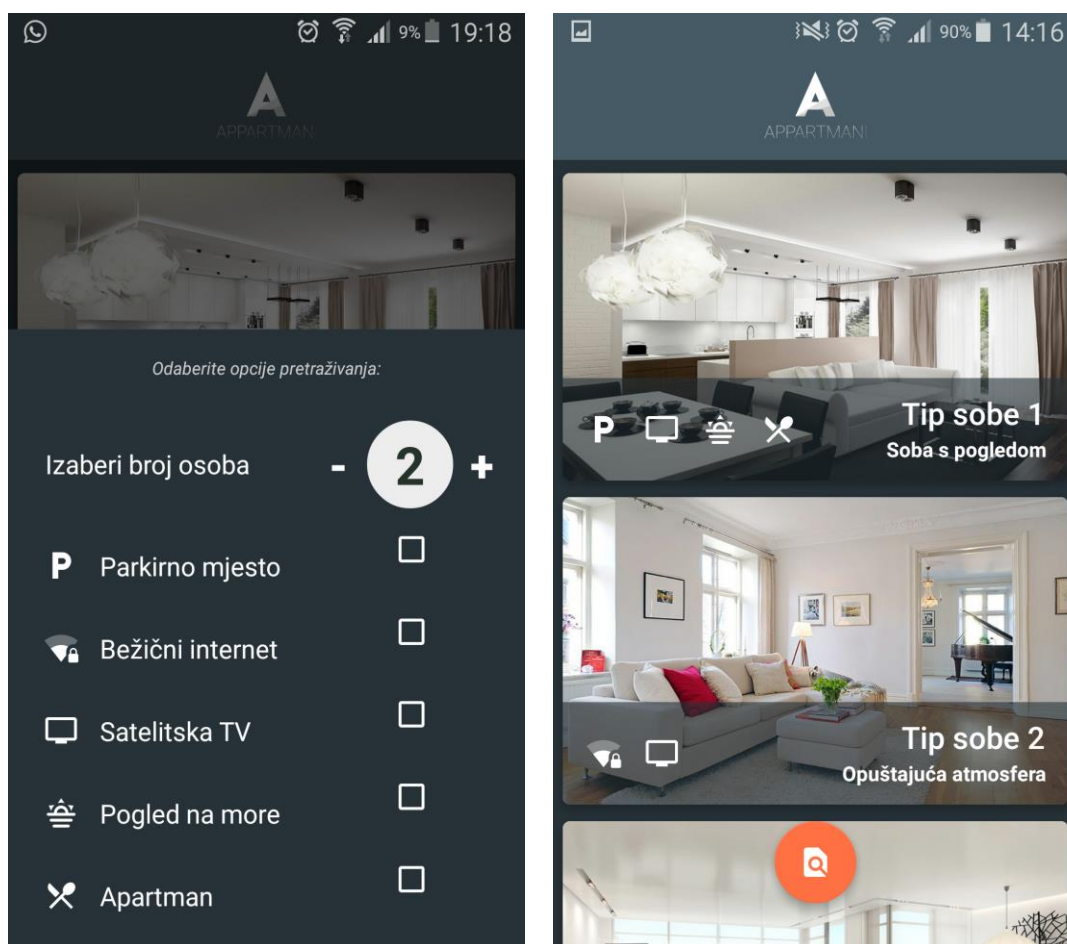 9% 19:18
APPARTMANI
Odaberite opcije pretraživanja:
Izaberi broj osoba - 2 +
P Parkirno mjesto
Bežični internet
Satelitska TV
Pogled na more
Apartman
90% 14:16
APPARTMANI
P Tip sobe 1
Soba s pogledom
Tip sobe 2
Opuštajuća atmosfera